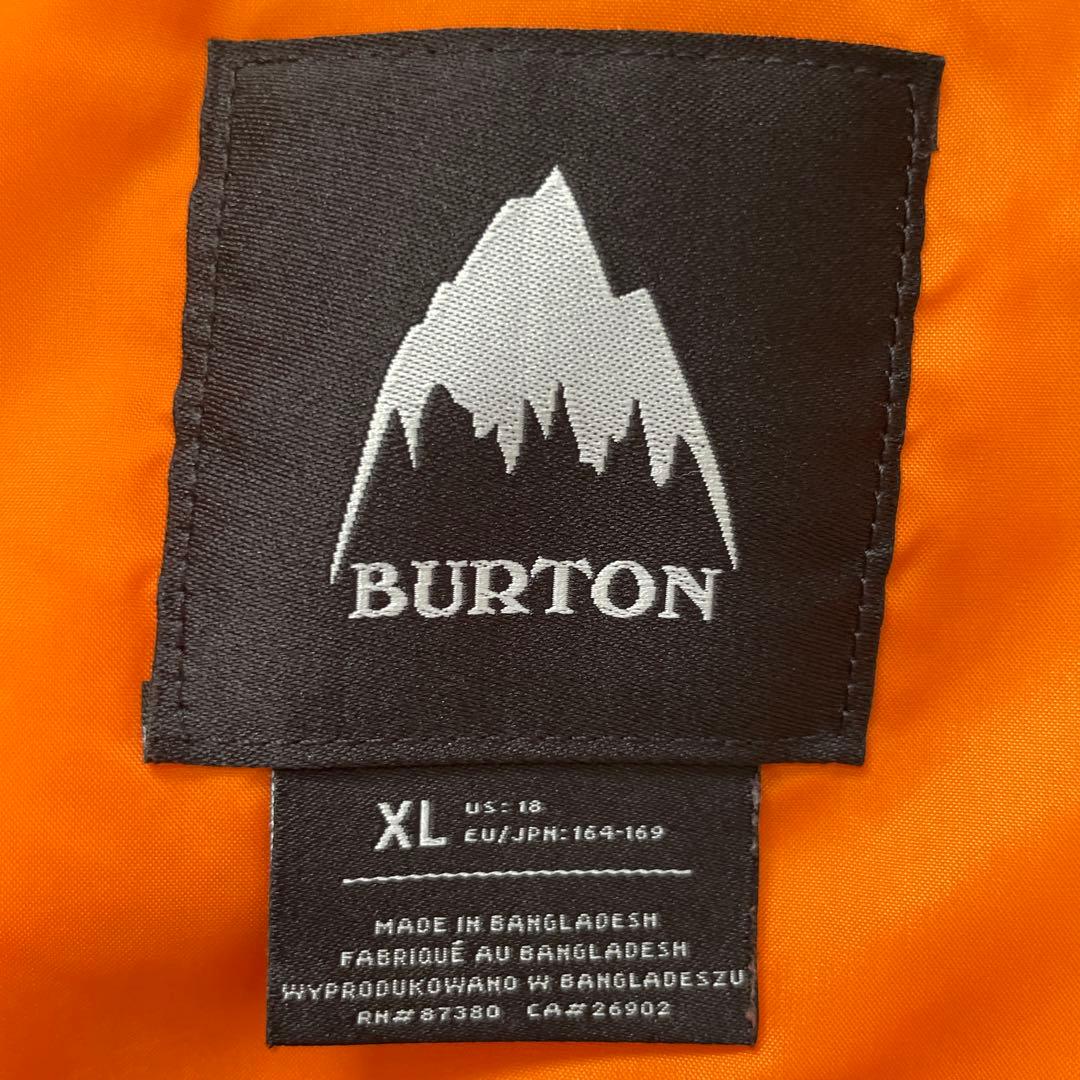 BURTON
XL US: 18
EU/JPN: 164-169
MADE IN BANGLADESH
FABRIQUÉ AU BANGLADESH
WYPRODUKOWANO W BANGLADESZU
RN# 87380 CA# 26902